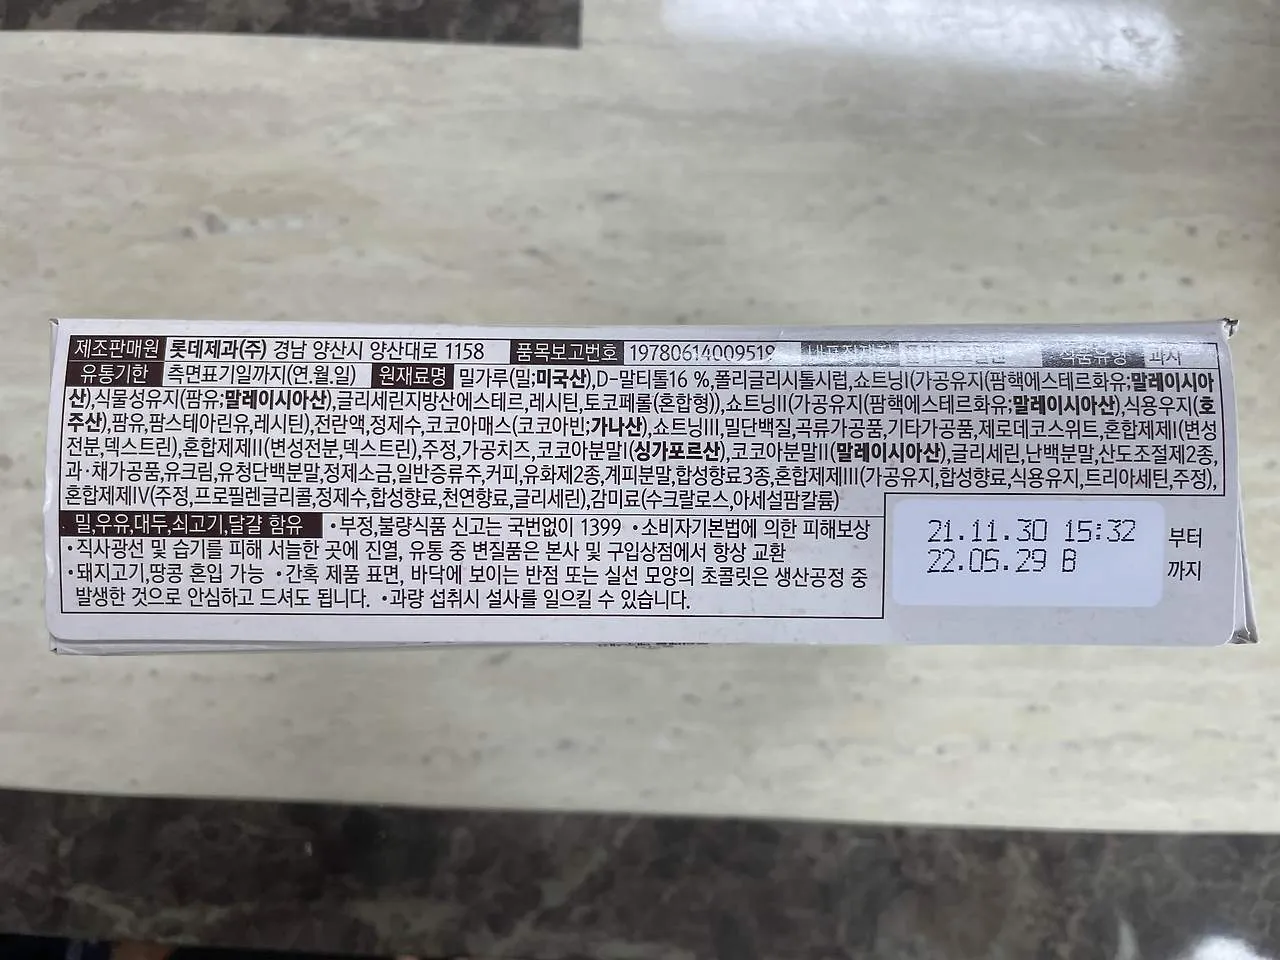 제조판매원 롯데제과(주) 경남 양산시 양산대로 1158 품목보고번호 19780614009519 식품유형 과자
유통기한 측면표기일까지(연.월.일) 원재료명 밀가루(밀;미국산),D-말티톨16 %,폴리글리시톨시럽,쇼트닝I(가공유지(팜핵에스테르화유;말레이시아
산),식물성유지(팜유;말레이시아산),글리세린지방산에스테르,레시틴,토코페롤(혼합형)),쇼트닝II(가공유지(팜핵에스테르화유;말레이시아산),식용우지(호
주산),팜유,팜스테아린유,레시틴),전란액,정제수,코코아매스(코코아빈;가나산),쇼트닝III,밀단백질,곡류가공품,기타가공품,제로데코스위트,혼합제제I(변성
전분,덱스트린),혼합제제II(변성전분,덱스트린),주정,가공치즈,코코아분말I(싱가포르산),코코아분말II(말레이시아산),글리세린,난백분말,산도조절제2종,
과·채가공품,유크림,유청단백분말,정제소금,일반증류주,커피,유화제2종,계피분말,합성향료3종,혼합제제III(가공유지,합성향료,식용유지,트리아세틴,주정),
혼합제제IV(주정,프로필렌글리콜,정제수,합성향료,천연향료,글리세린),감미료(수크랄로스,아세설팜칼륨)
밀,우유,대두,쇠고기,달걀 함유 •부정,불량식품 신고는 국번없이 1399 •소비자기본법에 의한 피해보상
•직사광선 및 습기를 피해 서늘한 곳에 진열, 유통 중 변질품은 본사 및 구입상점에서 항상 교환
•돼지고기,땅콩 혼입 가능 •간혹 제품 표면, 바닥에 보이는 반점 또는 실선 모양의 초콜릿은 생산공정 중
발생한 것으로 안심하고 드셔도 됩니다. •과량 섭취시 설사를 일으킬 수 있습니다.
21.11.30 15:32 부터
22.05.29 B 까지